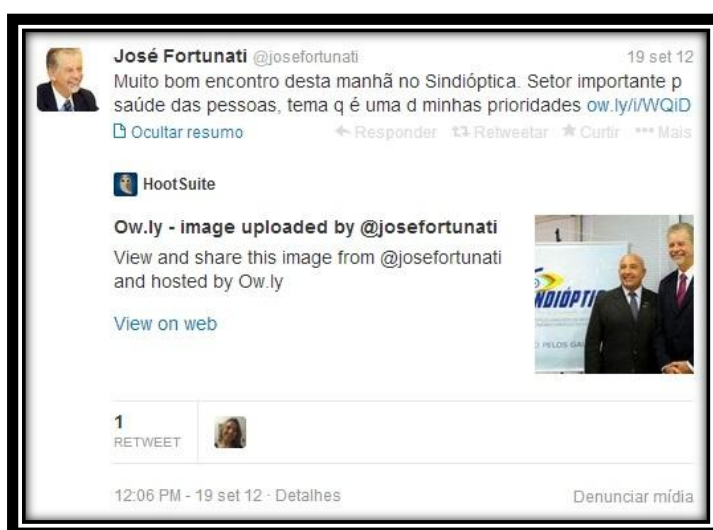 José Fortunati @josefortunati 19 set 12
Muito bom encontro desta manhã no Sindióptica. Setor importante p
saúde das pessoas, tema q é uma d minhas prioridades ow.ly/i/WQiD
Ocultar resumo Responder Retweetar Curtir Mais
HootSuite
Ow.ly - image uploaded by @josefortunati
View and share this image from @josefortunati
and hosted by Ow.ly
View on web
NDIÓPTI
PELOS GA
1
RETWEET
12:06 PM - 19 set 12 · Detalhes Denunciar mídia